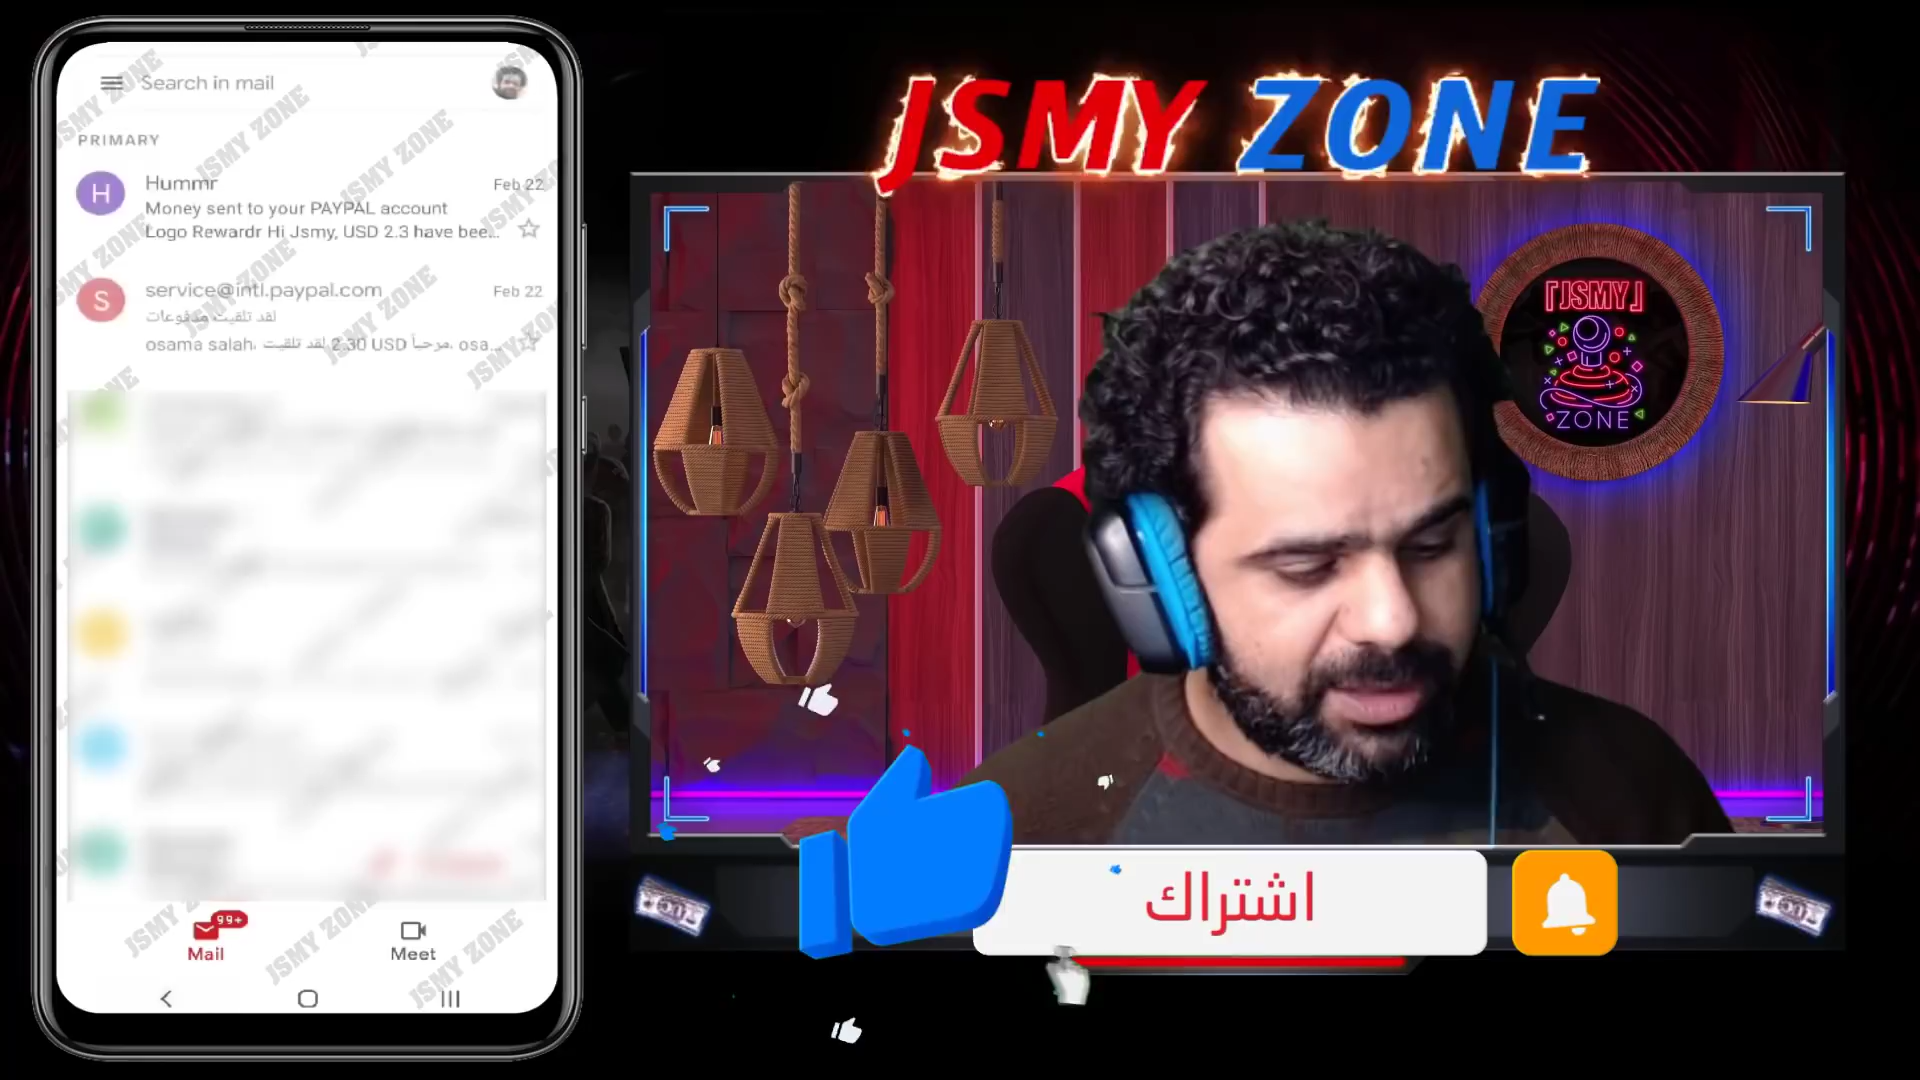 Search in mail
PRIMARY
H
Hummr
Feb 22
Money sent to your PAYPAL account
Logo Rewardr Hi Jsmy, USD 2.3 have bee...
S
service@intl.paypal.com
Feb 22
لقد تلقيت مدفوعات
osama salah، لقد تلقيت 2.30 USD مرحباً، osa...
99+
Mail
Meet
JSMY ZONE
「JSMY」
ZONE
اشتراك